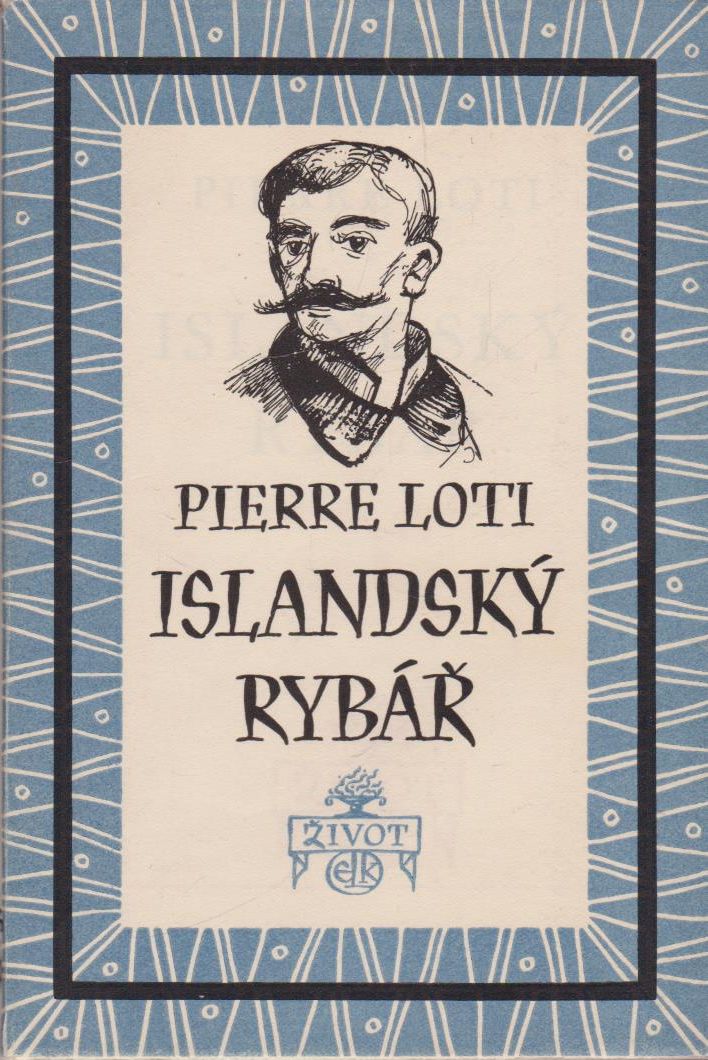 PIERRE LOTI
ISLANDSKÝ
RYBÁŘ
ŽIVOT
ELK